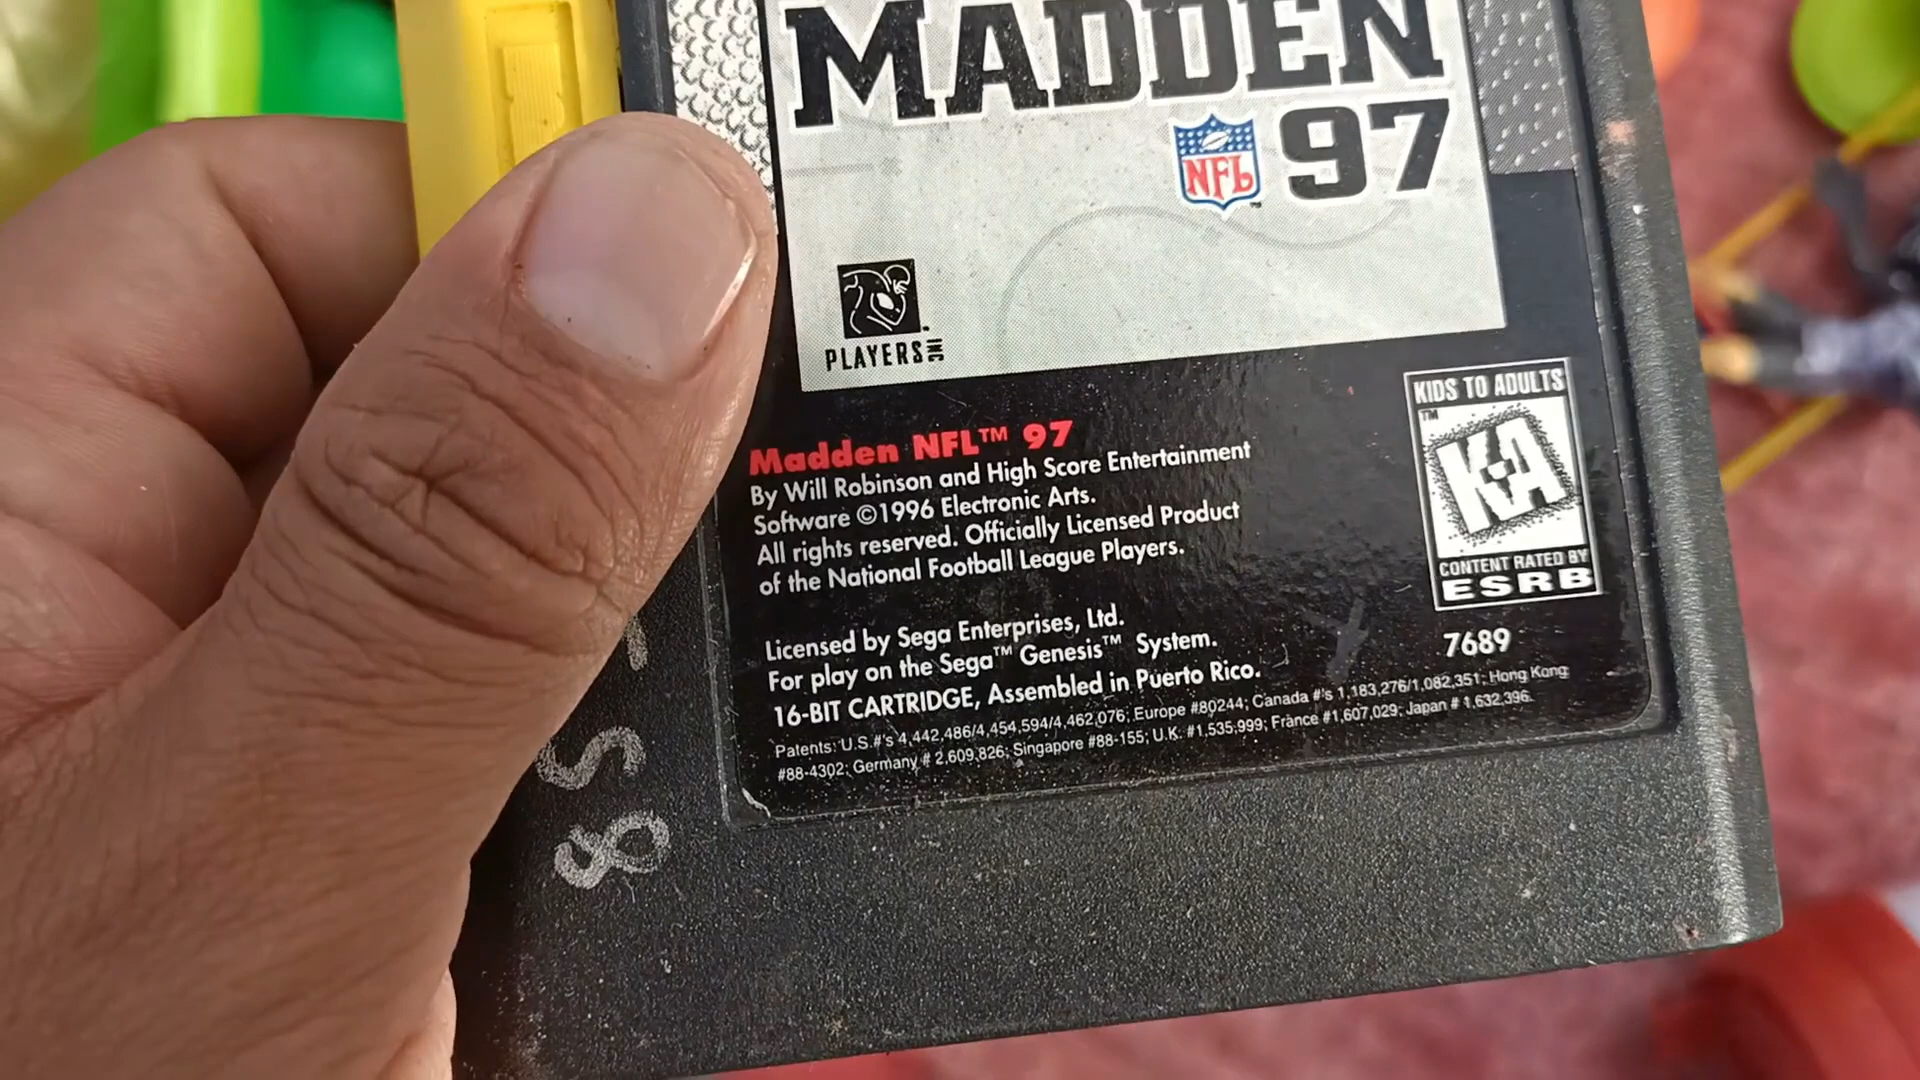 MADDEN
NFL 97
PLAYERS INC
KIDS TO ADULTS
™
K-A
CONTENT RATED BY
ESRB
Madden NFL™ 97
By Will Robinson and High Score Entertainment
Software ©1996 Electronic Arts.
All rights reserved. Officially Licensed Product
of the National Football League Players.
Licensed by Sega Enterprises, Ltd.
For play on the Sega™ Genesis™ System.
16-BIT CARTRIDGE, Assembled in Puerto Rico.
7689
Patents: U.S.#'s 4,442,486/4,454,594/4,462,076; Europe #80244; Canada #'s 1,183,276/1,082,351; Hong Kong
#88-4302; Germany # 2,609,826; Singapore #88-155; U.K. #1,535,999; France #1,607,029; Japan # 1,632,396.